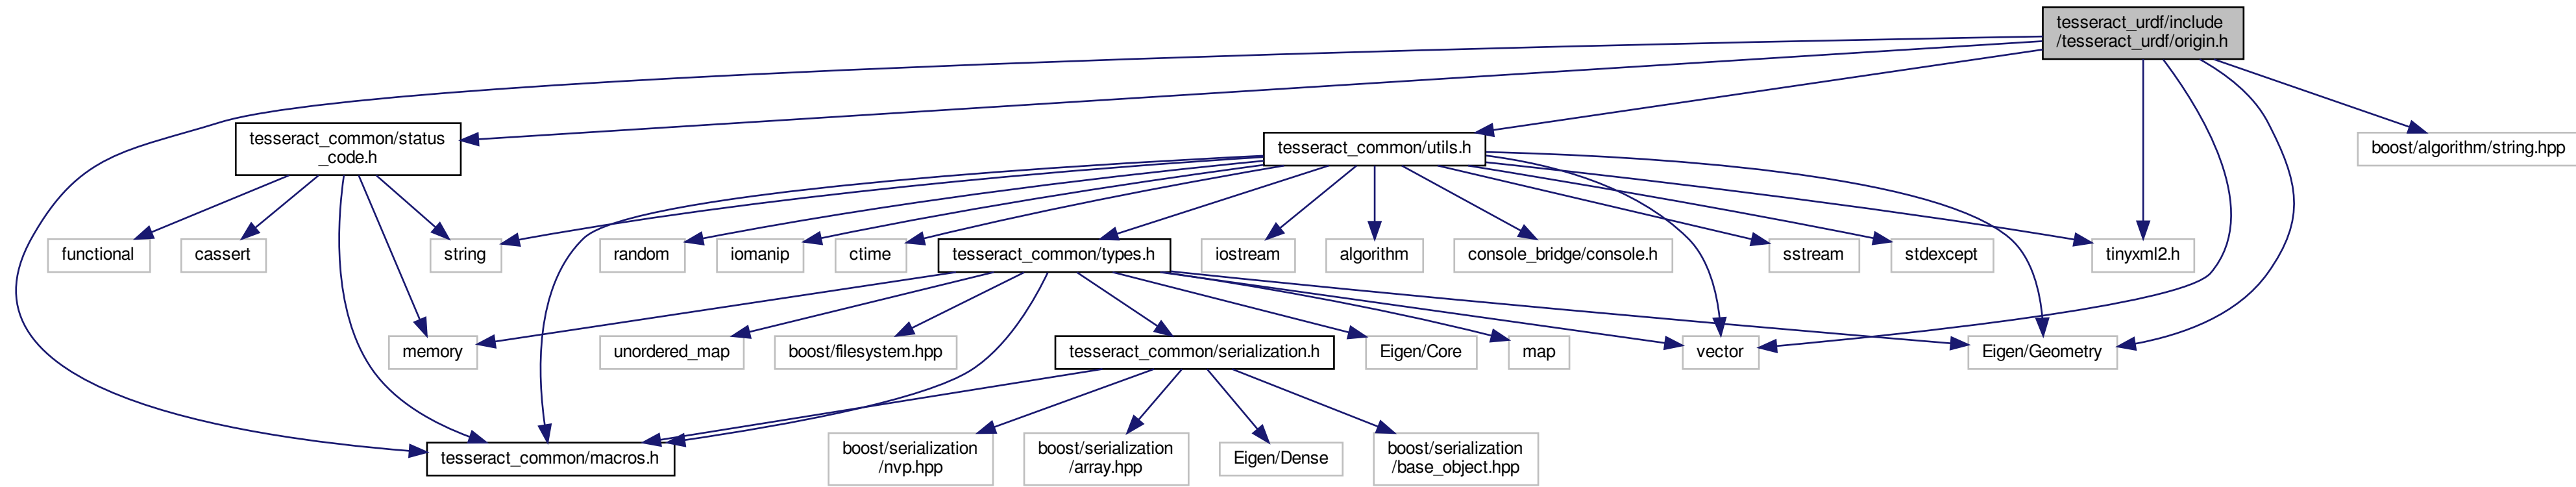 tesseract_urdf/include
/tesseract_urdf/origin.h
tesseract_common/status
_code.h
tesseract_common/utils.h
boost/algorithm/string.hpp
functional
cassert
string
random
iomanip
ctime
tesseract_common/types.h
iostream
algorithm
console_bridge/console.h
sstream
stdexcept
tinyxml2.h
memory
unordered_map
boost/filesystem.hpp
tesseract_common/serialization.h
Eigen/Core
map
vector
Eigen/Geometry
tesseract_common/macros.h
boost/serialization
/nvp.hpp
boost/serialization
/array.hpp
Eigen/Dense
boost/serialization
/base_object.hpp